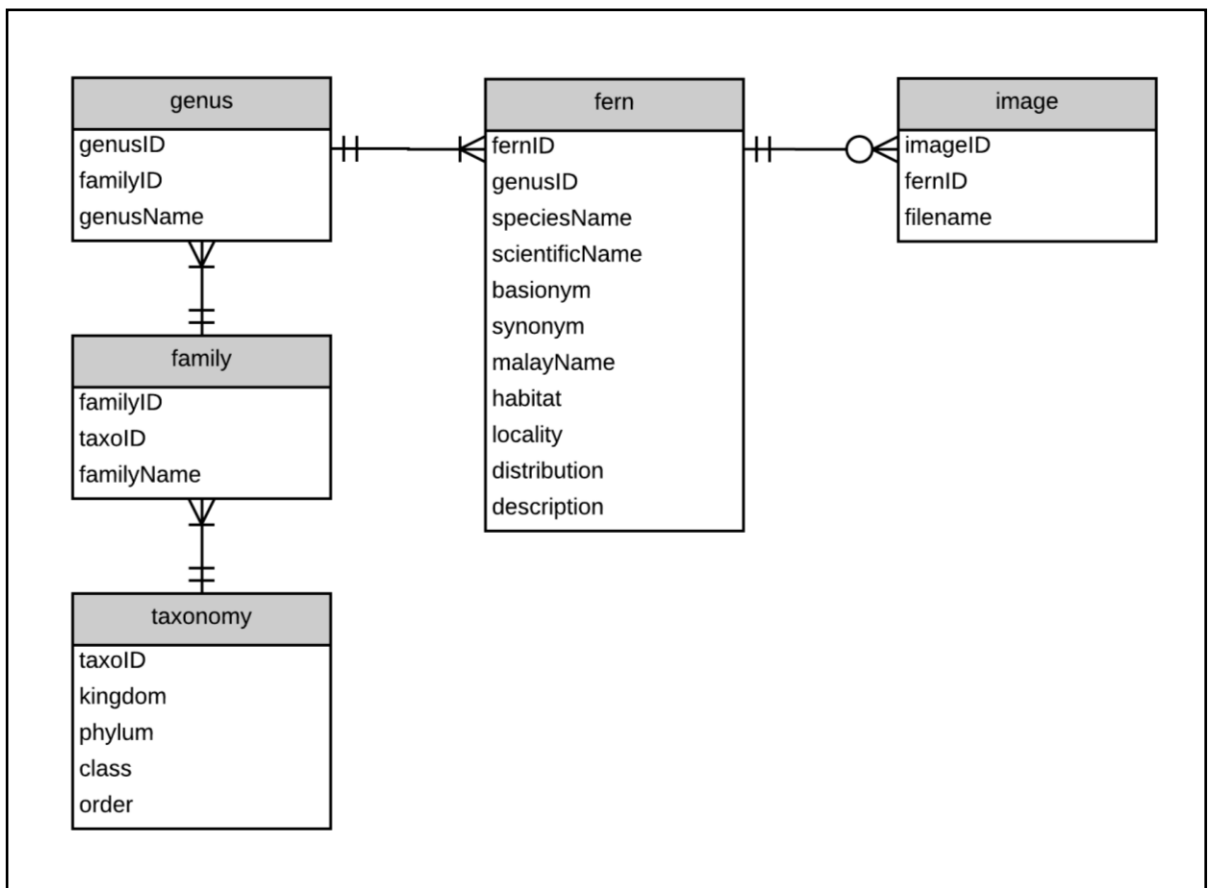 genus
genusID
familyID
genusName
fern
fernID
genusID
speciesName
scientificName
basionym
synonym
malayName
habitat
locality
distribution
description
image
imageID
fernID
filename
family
familyID
taxoID
familyName
taxonomy
taxoID
kingdom
phylum
class
order